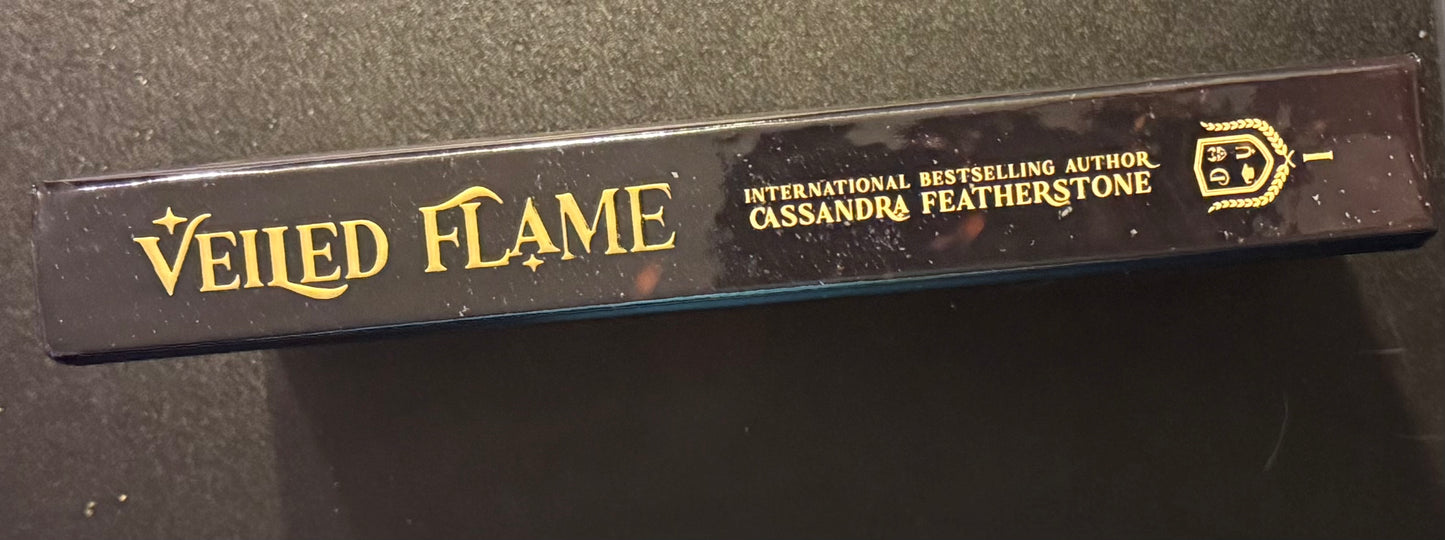 VEILED FLAME
INTERNATIONAL BESTSELLING AUTHOR
CASSANDRA FEATHERSTONE
D U
I